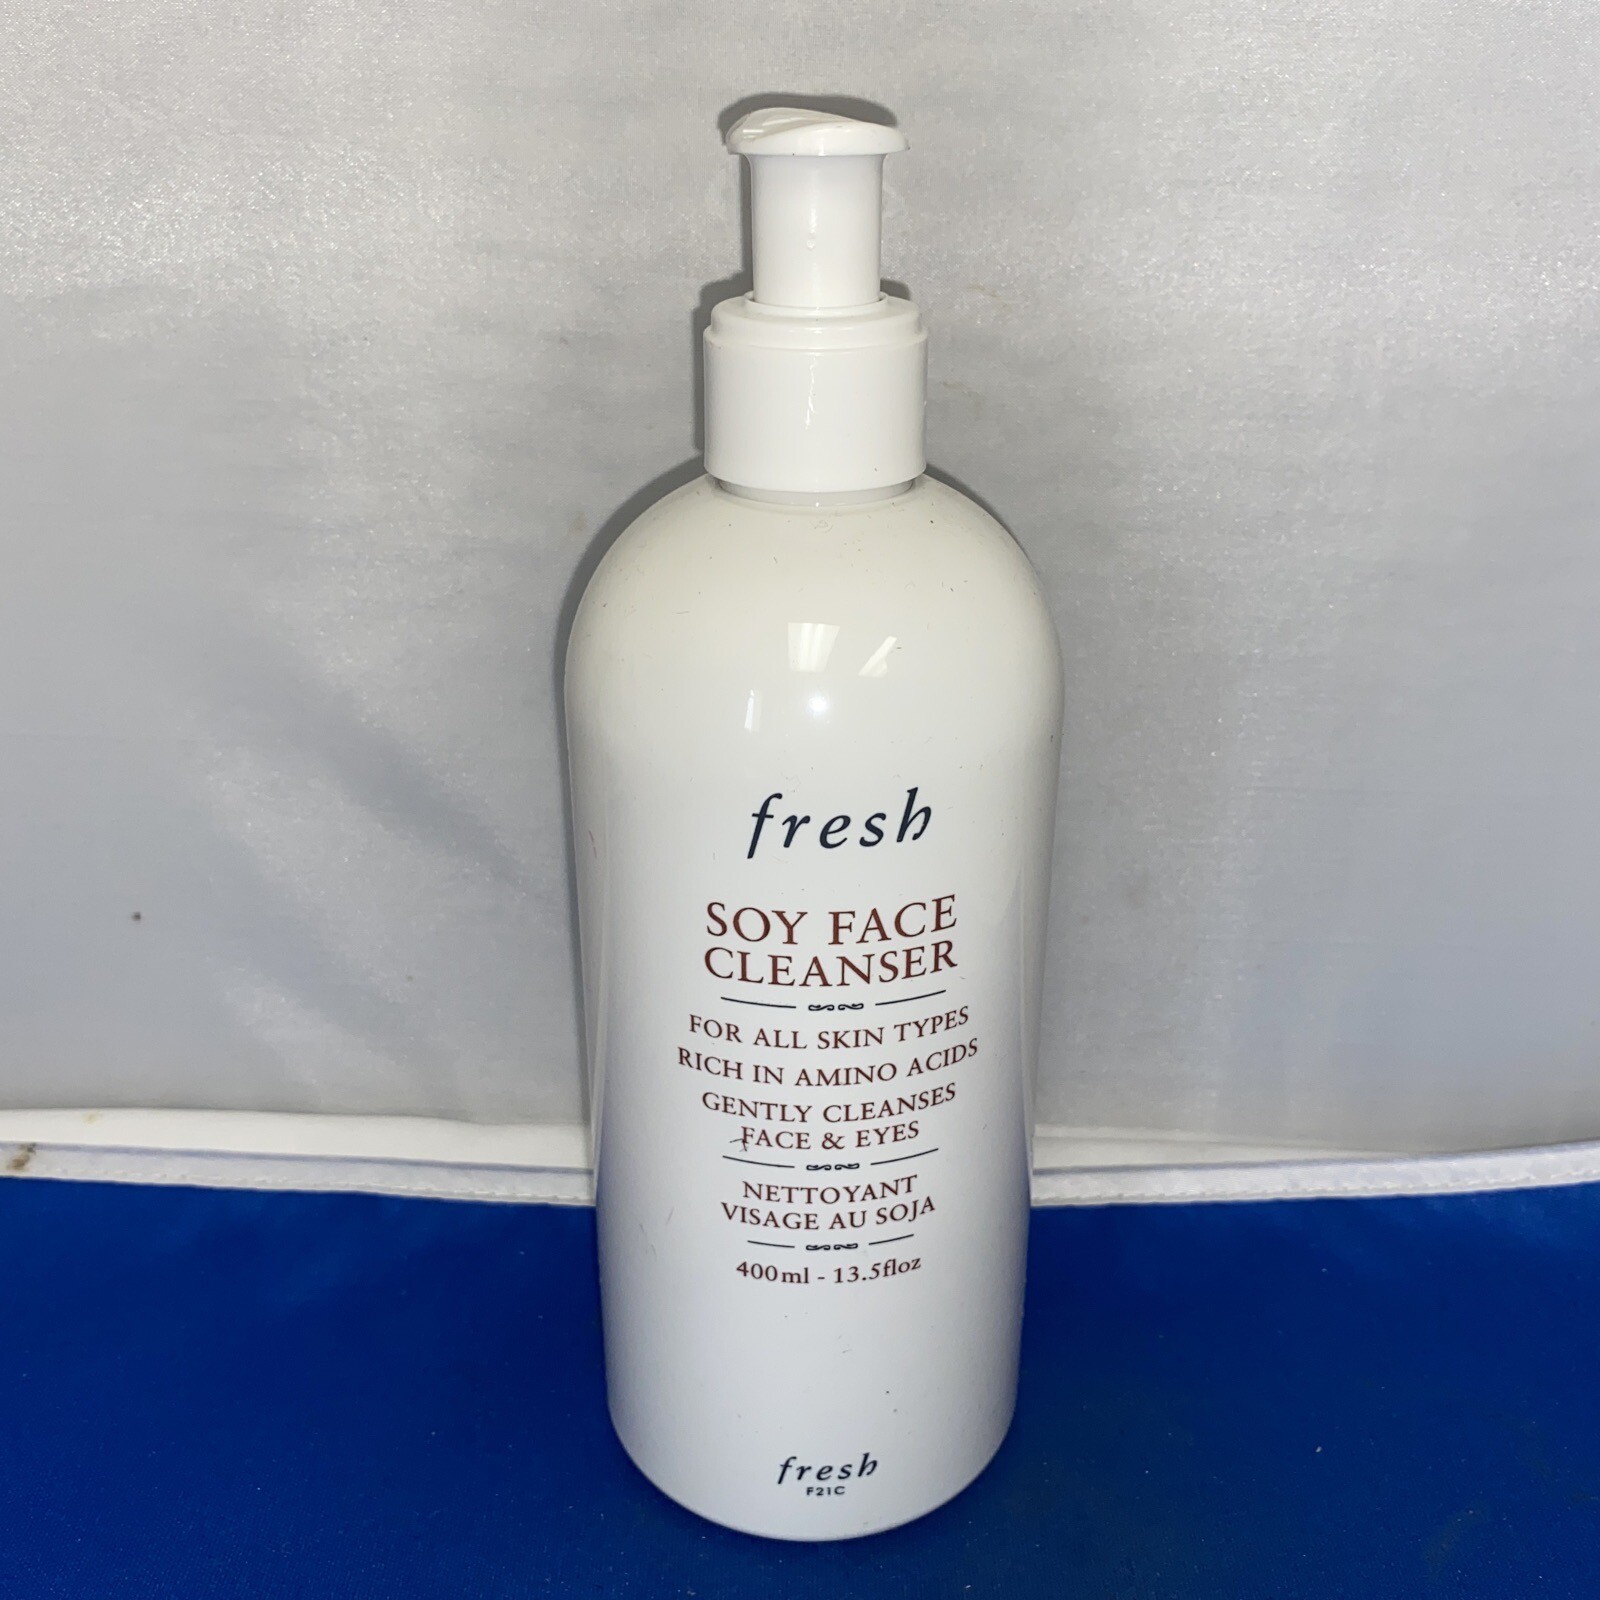 fresh
SOY FACE
CLEANSER
FOR ALL SKIN TYPES
RICH IN AMINO ACIDS
GENTLY CLEANSES
FACE & EYES
NETTOYANT
VISAGE AU SOJA
400ml - 13.5floz
fresh
F21C